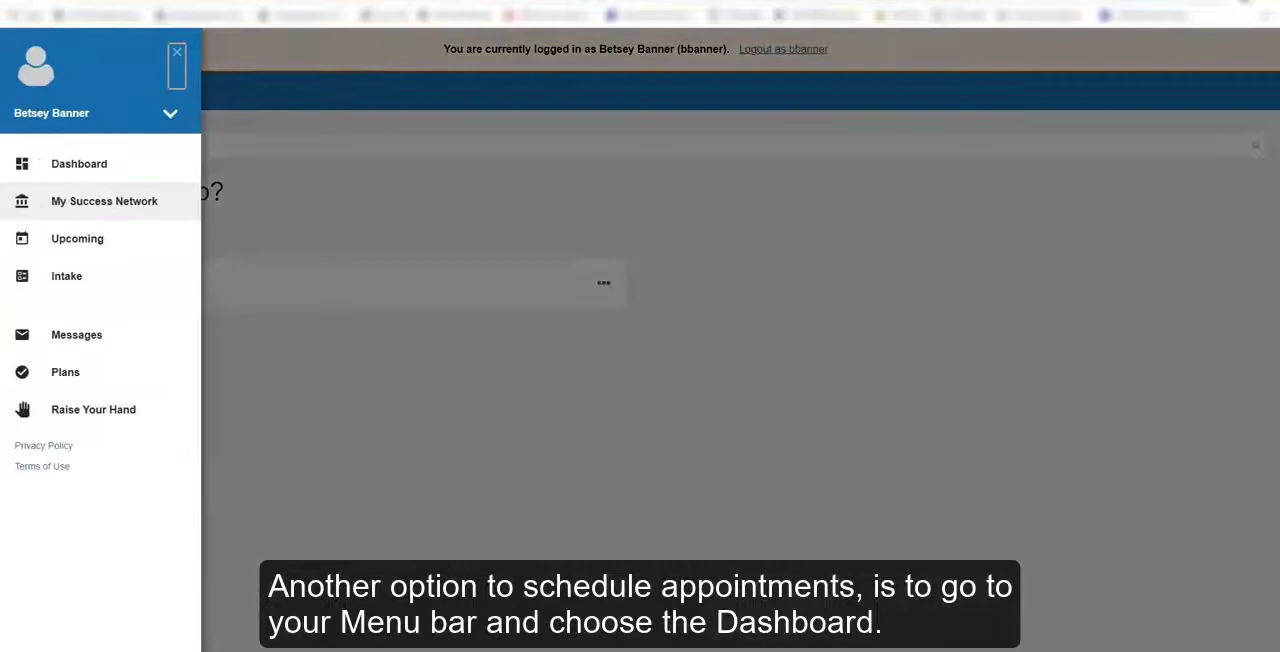 You are currently logged in as Betsey Banner (bbanner). Logout as bbanner
Betsey Banner
Dashboard
My Success Network
o?
Upcoming
Intake
Messages
Plans
Raise Your Hand
Privacy Policy
Terms of Use
Another option to schedule appointments, is to go to
your Menu bar and choose the Dashboard.